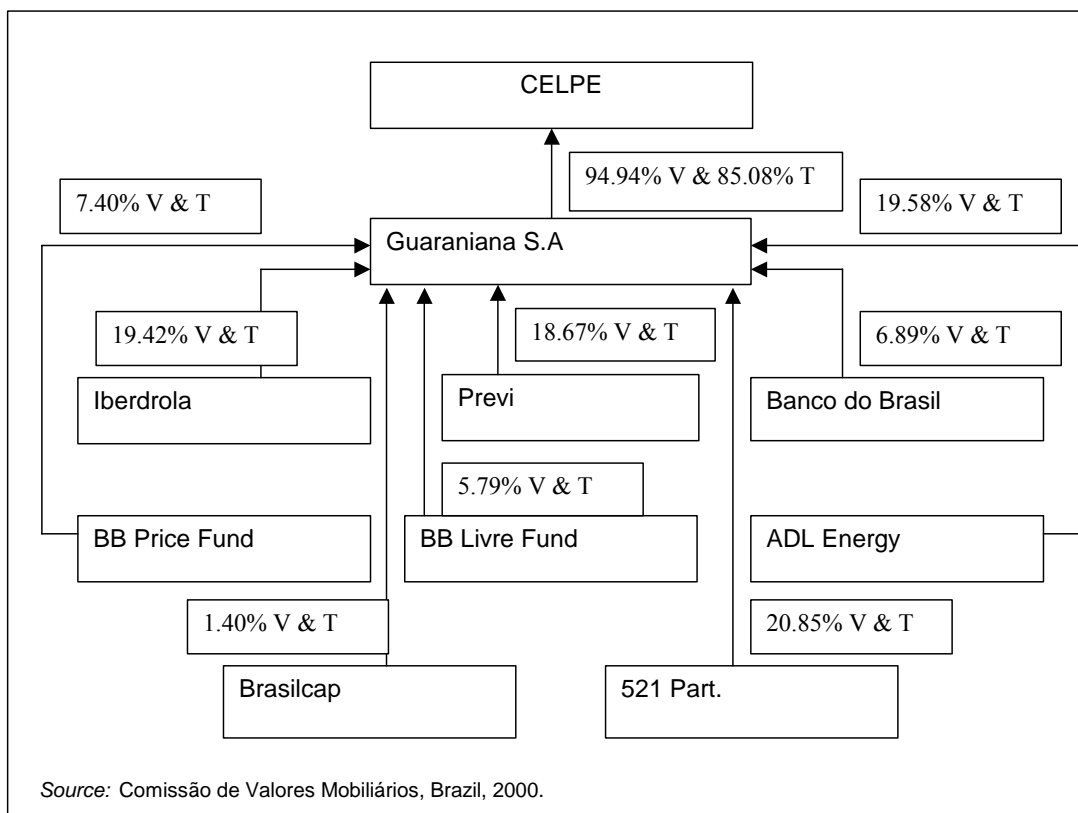 CELPE
94.94% V & 85.08% T
7.40% V & T
19.58% V & T
Guaraniana S.A
19.42% V & T
18.67% V & T
6.89% V & T
Iberdrola
Previ
Banco do Brasil
5.79% V & T
BB Price Fund
BB Livre Fund
ADL Energy
1.40% V & T
20.85% V & T
Brasilcap
521 Part.
Source: Comissão de Valores Mobiliários, Brazil, 2000.